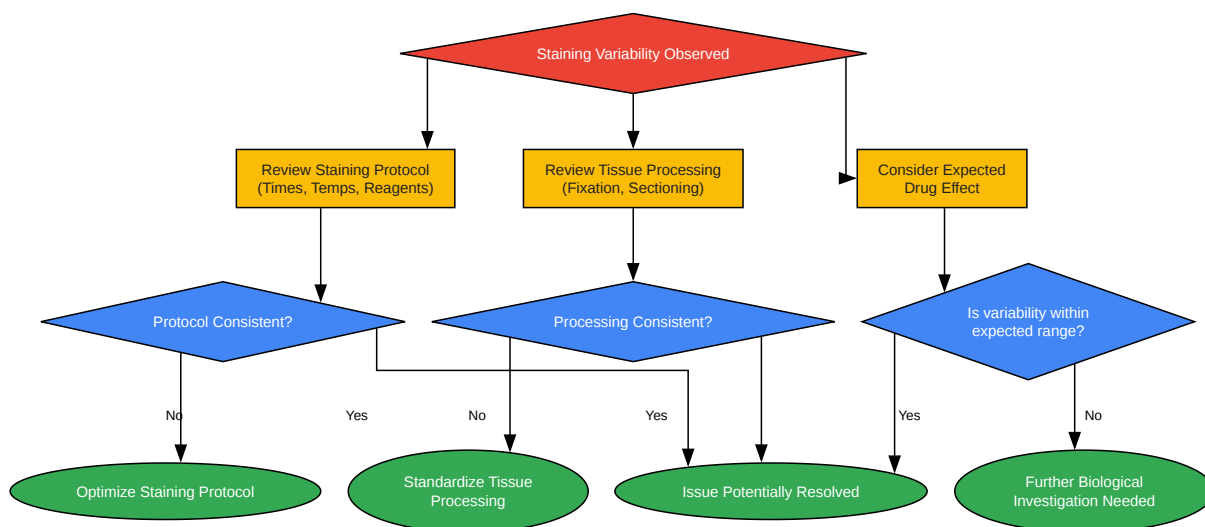 Staining Variability Observed
Review Staining Protocol
(Times, Temps, Reagents)
Review Tissue Processing
(Fixation, Sectioning)
Consider Expected
Drug Effect
Protocol Consistent?
Processing Consistent?
Is variability within
expected range?
No
Yes
No
Yes
Yes
No
Optimize Staining Protocol
Standardize Tissue
Processing
Issue Potentially Resolved
Further Biological
Investigation Needed